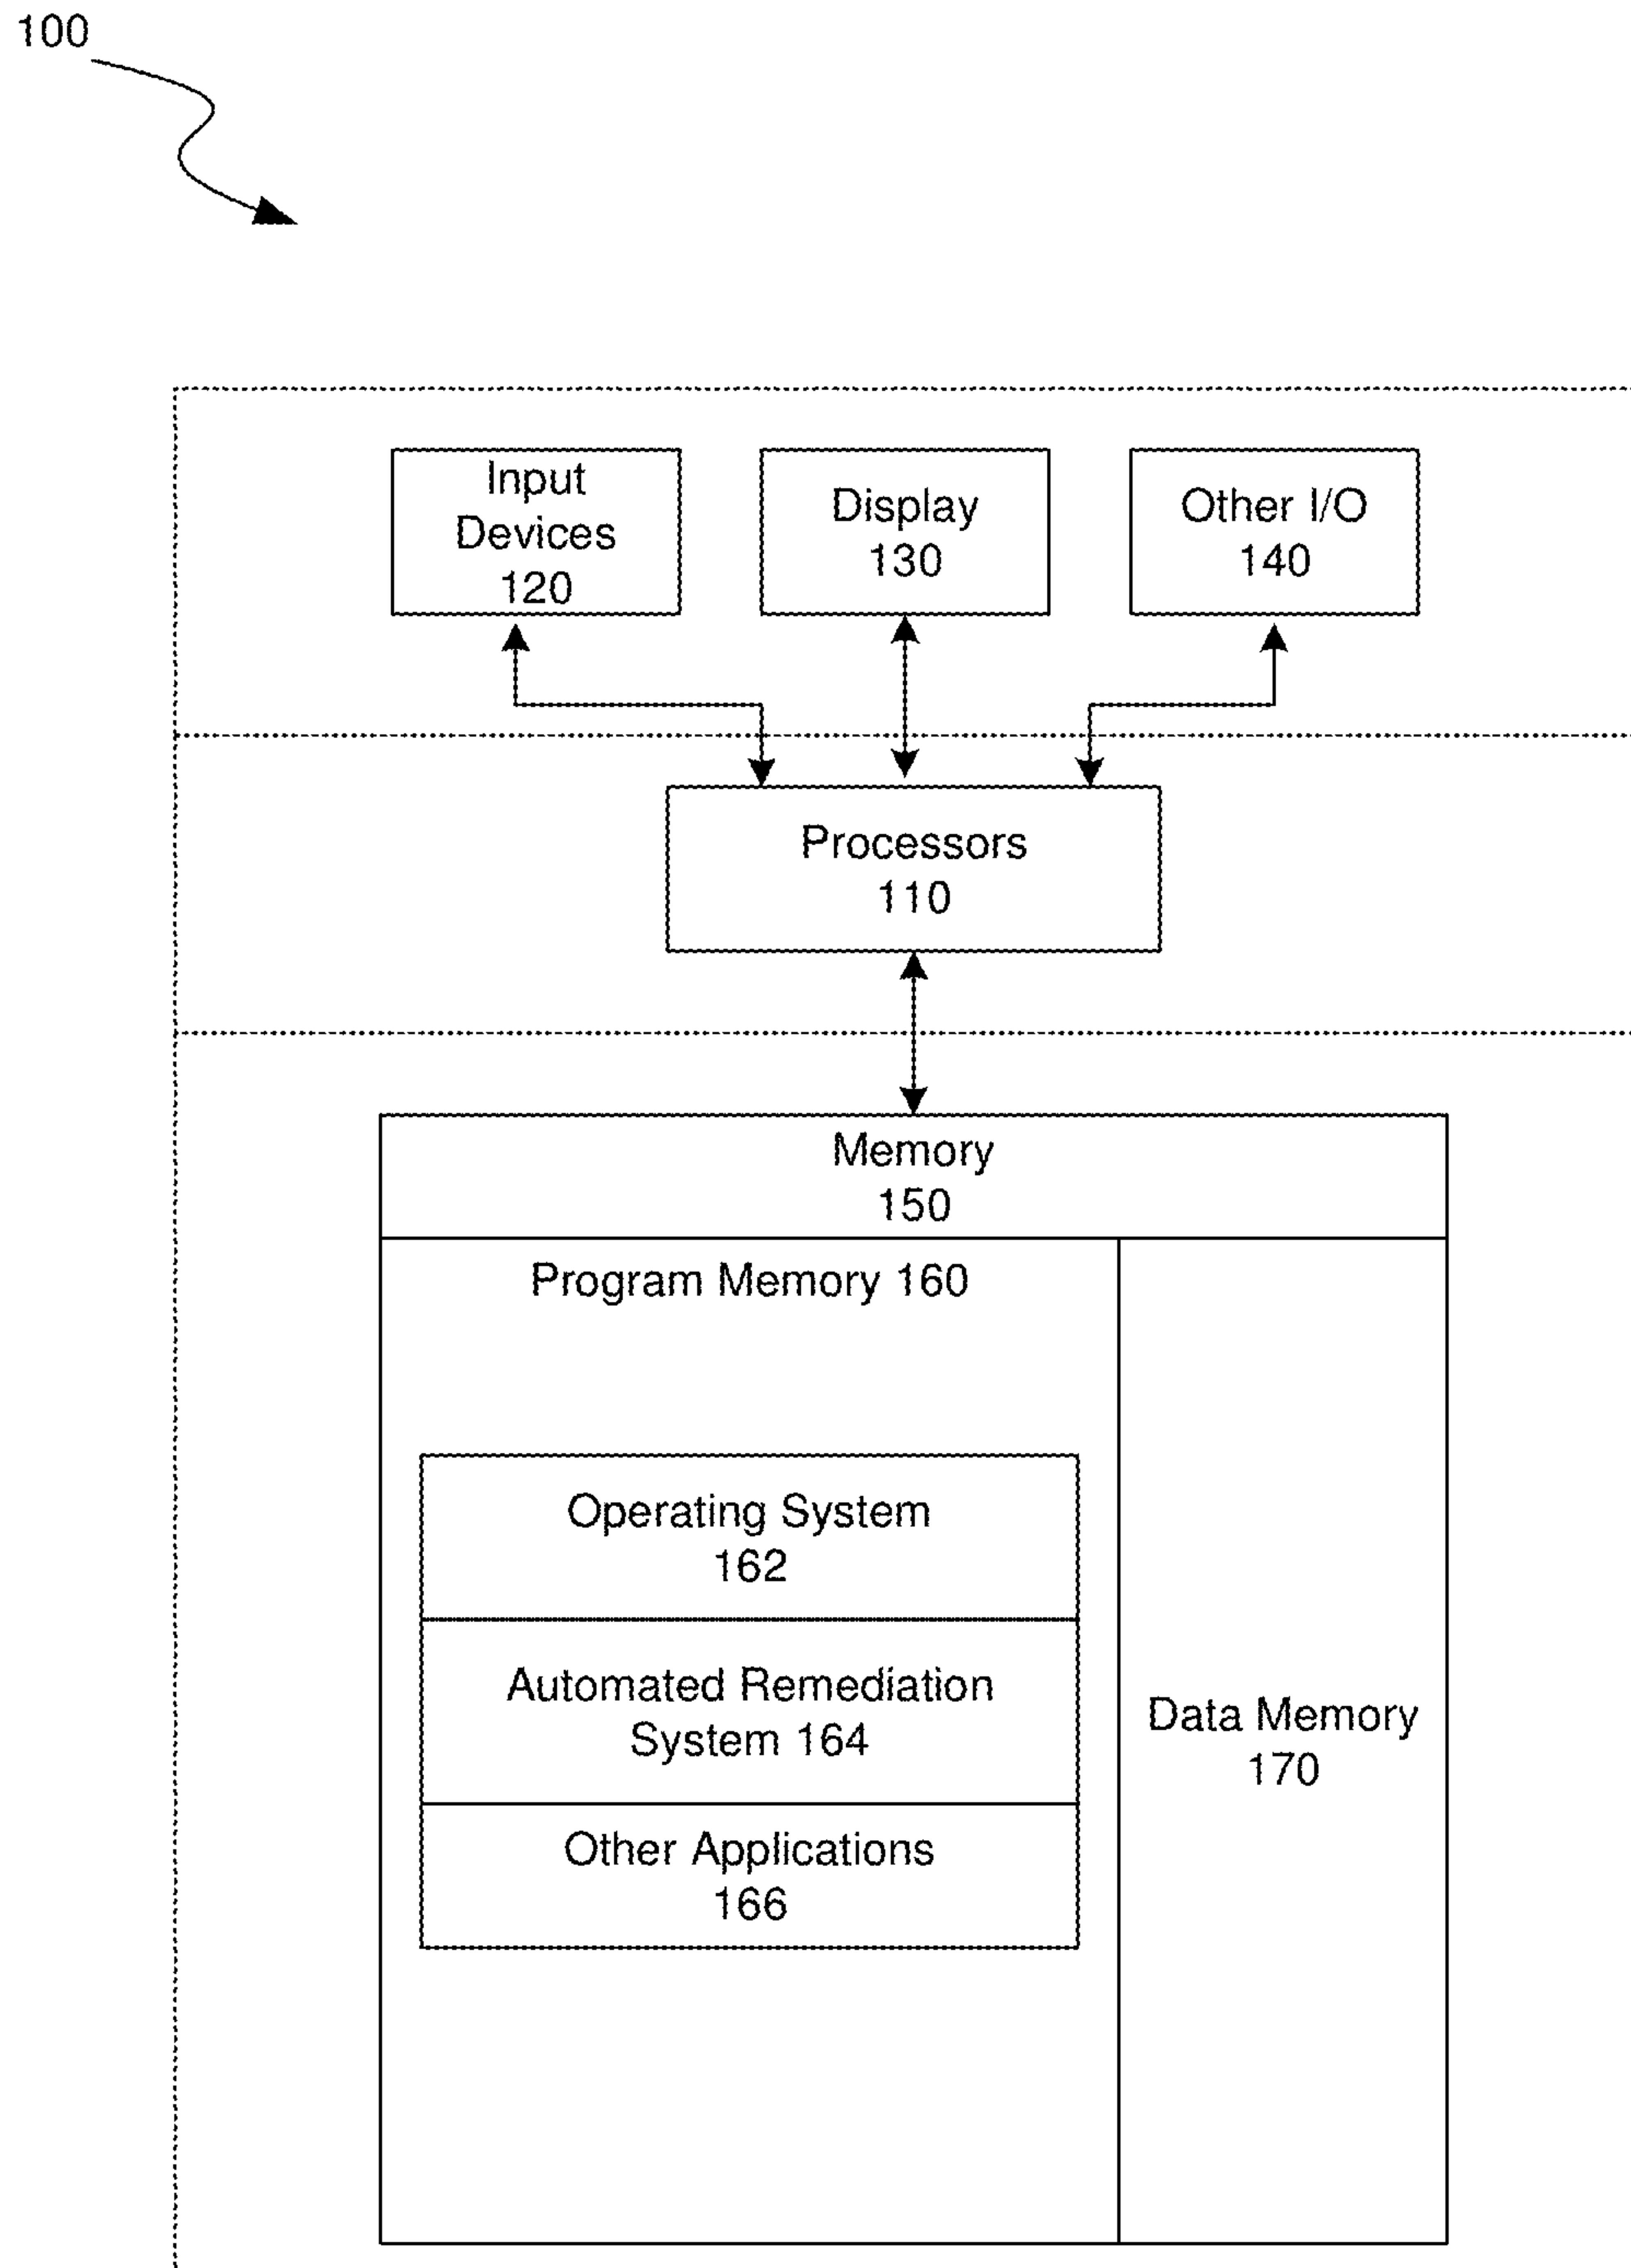 100
Input
Devices
120
Display
130
Other I/O
140
Processors
110
Memory
150
Program Memory 160
Operating System
162
Automated Remediation
System 164
Other Applications
166
Data Memory
170